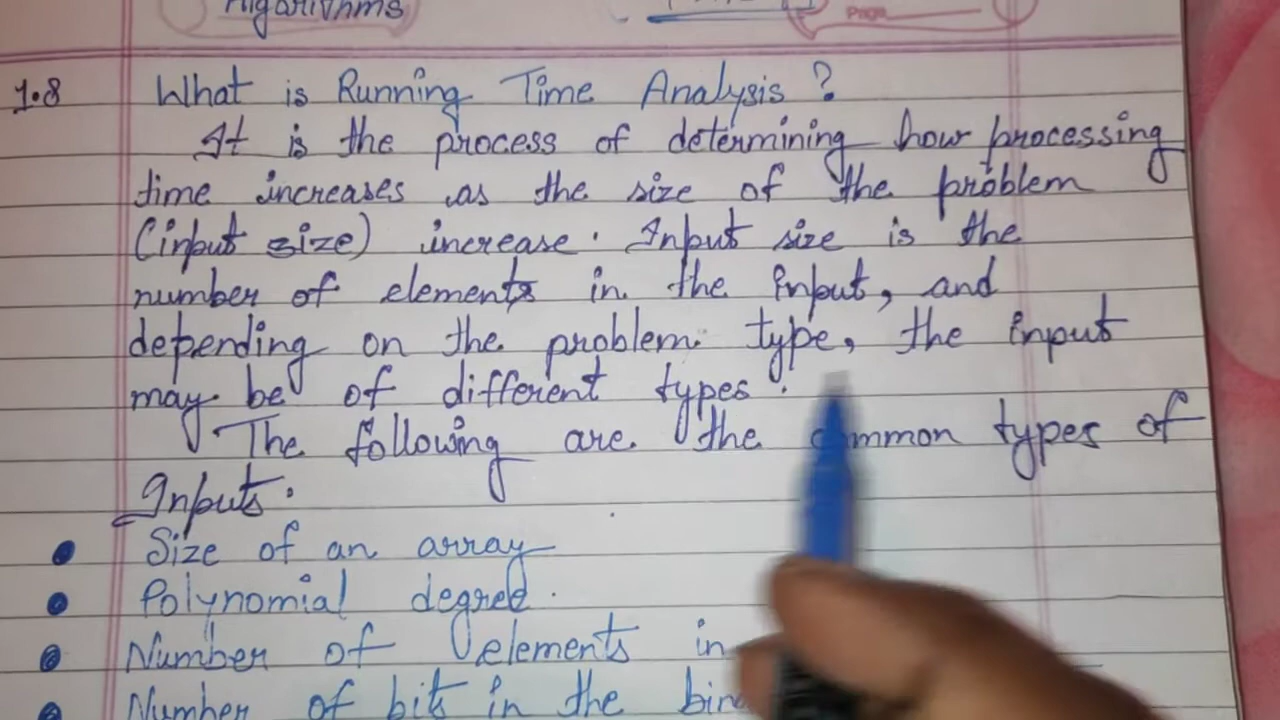 Algorithms
Page
1.8 What is Running Time Analysis?
It is the process of determining how processing
time increases as the size of the problem
(input size) increase. Input size is the
number of elements in the input, and
depending on the problem type, the input
may be of different types.
The following are the common types of
Inputs.
Size of an array
Polynomial degree.
Number of elements in
Number of bits in the